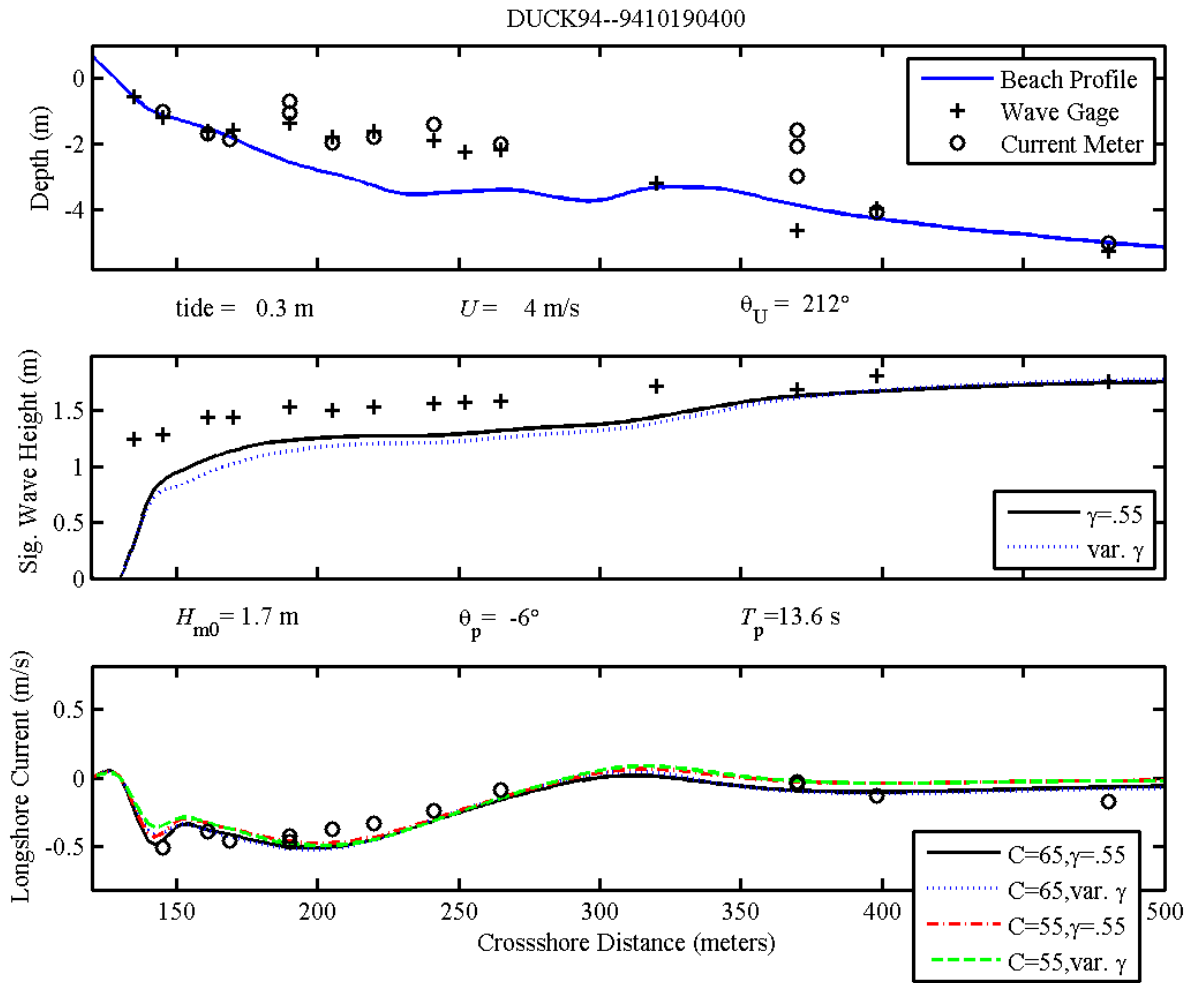 DUCK94--9410190400
Depth (m)
0
-2
-4
Beach Profile
Wave Gage
Current Meter
tide = 0.3 m U = 4 m/s θU = 212°
Sig. Wave Height (m)
1.5
1
0.5
0
γ=.55
var. γ
Hm0= 1.7 m θp = -6° Tp=13.6 s
Longshore Current (m/s)
0.5
0
-0.5
C=65,γ=.55
C=65,var. γ
C=55,γ=.55
C=55,var. γ
150 200 250 300 350 400 500
Crossshore Distance (meters)